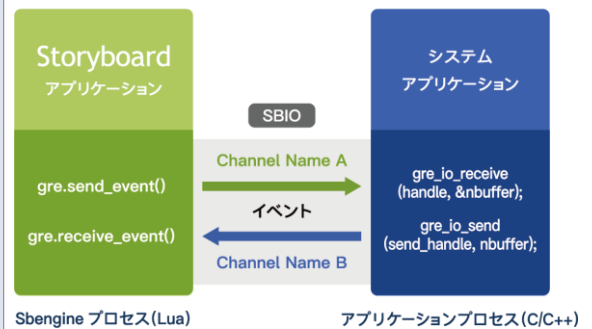 Storyboard
アプリケーション
システム
アプリケーション
SBIO
Channel Name A
gre.send_event()
gre_io_receive
(handle, &nbuffer);
イベント
gre.receive_event()
gre_io_send
(send_handle, nbuffer);
Channel Name B
Sbengine プロセス(Lua)
アプリケーションプロセス(C/C++)